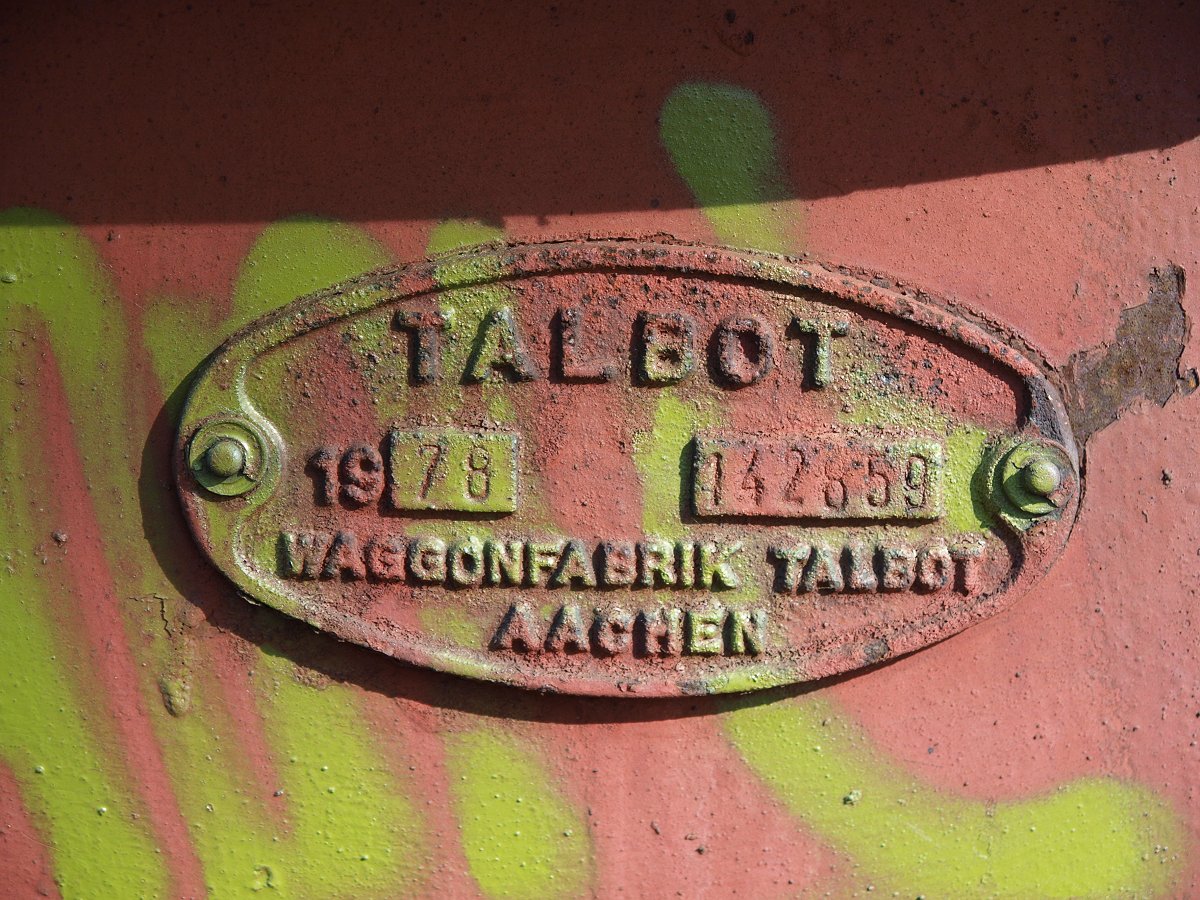 TALBOT
1978 142859
WAGGONFABRIK TALBOT
AACHEN